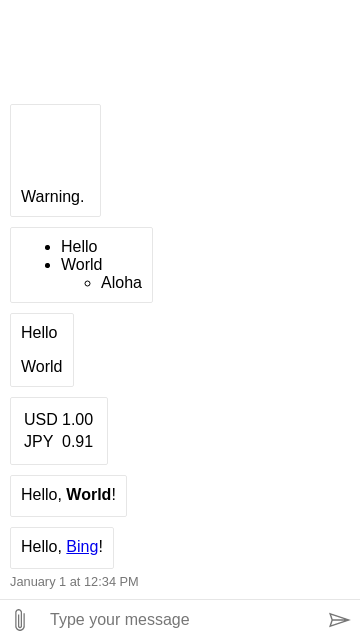 Warning.
Hello
World
Aloha
Hello
World
USD 1.00
JPY 0.91
Hello, World!
Hello, Bing!
January 1 at 12:34 PM
Type your message